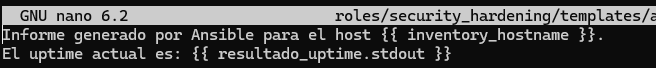 GNU nano 6.2 roles/security_hardening/templates/a
Informe generado por Ansible para el host {{ inventory_hostname }}.
El uptime actual es: {{ resultado_uptime.stdout }}